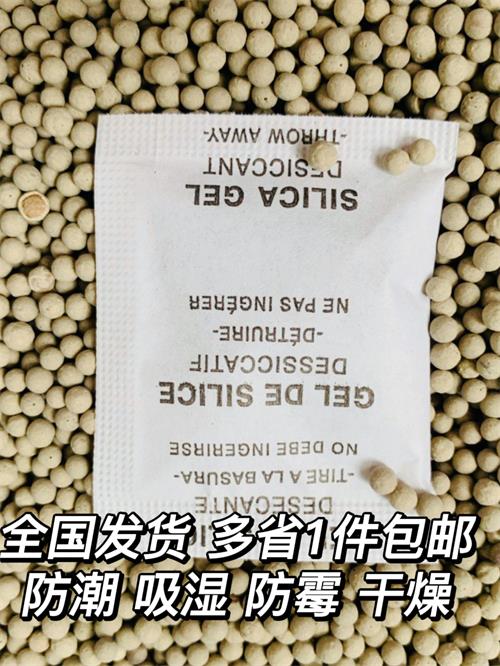 DESECANTE
-TIRE A LA BASURA-
NO DEBE INGERIRSE
GEL DE SILICE
DESSICCATIF
-DÉTRUIRE-
NE PAS INGÉRER
SILICA GEL
DESICCANT
-THROW AWAY-
全国发货 多省1件包邮
防潮 吸湿 防霉 干燥